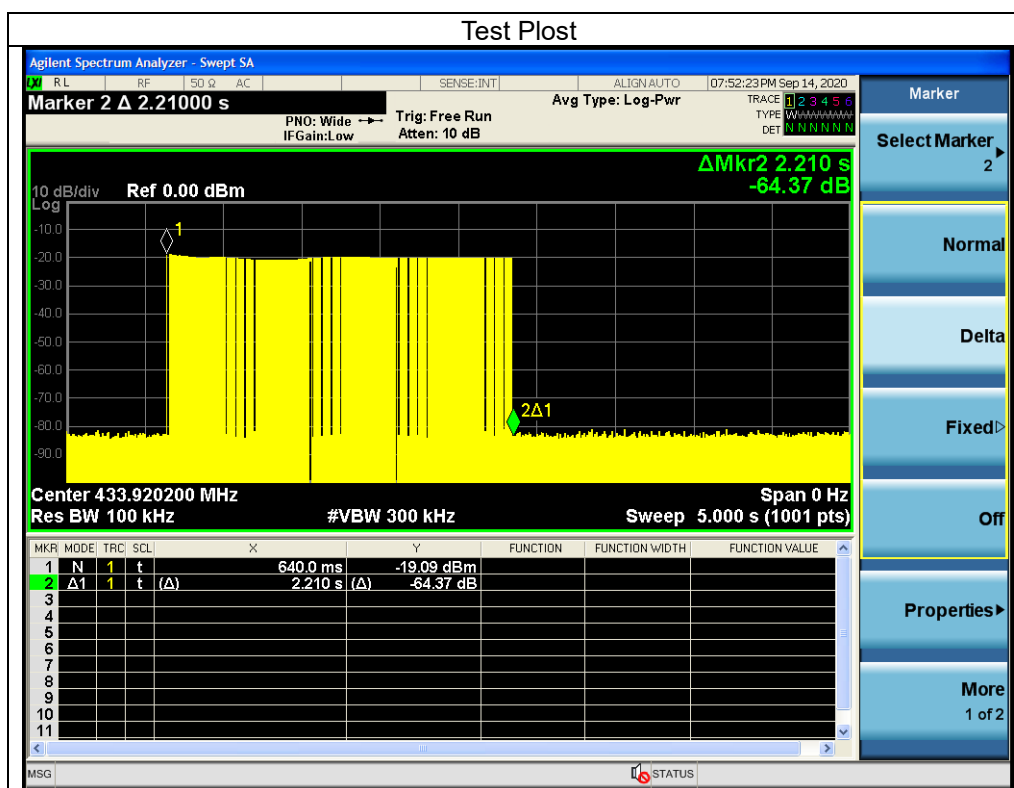 Test Plost
Agilent Spectrum Analyzer - Swept SA
LXI RL RF 50 Ω AC SENSE:INT ALIGN AUTO 07:52:23 PM Sep 14, 2020
Marker 2 Δ 2.21000 s
PNO: Wide
IFGain:Low
Trig: Free Run
Atten: 10 dB
Avg Type: Log-Pwr
TRACE 1 2 3 4 5 6
TYPE WWWWWW
DET N N N N N N
ΔMkr2 2.210 s
-64.37 dB
10 dB/div Ref 0.00 dBm
Log
-10.0
1
-20.0
-30.0
-40.0
-50.0
-60.0
-70.0
2Δ1
-80.0
-90.0
Center 433.920200 MHz Span 0 Hz
Res BW 100 kHz #VBW 300 kHz Sweep 5.000 s (1001 pts)
MKR MODE TRC SCL X Y FUNCTION FUNCTION WIDTH FUNCTION VALUE
1 N 1 t 640.0 ms -19.09 dBm
2 Δ1 1 t (Δ) 2.210 s (Δ) -64.37 dB
3
4
5
6
7
8
9
10
11
MSG STATUS
Marker
Select Marker
2
Normal
Delta
Fixed
Off
Properties
More
1 of 2